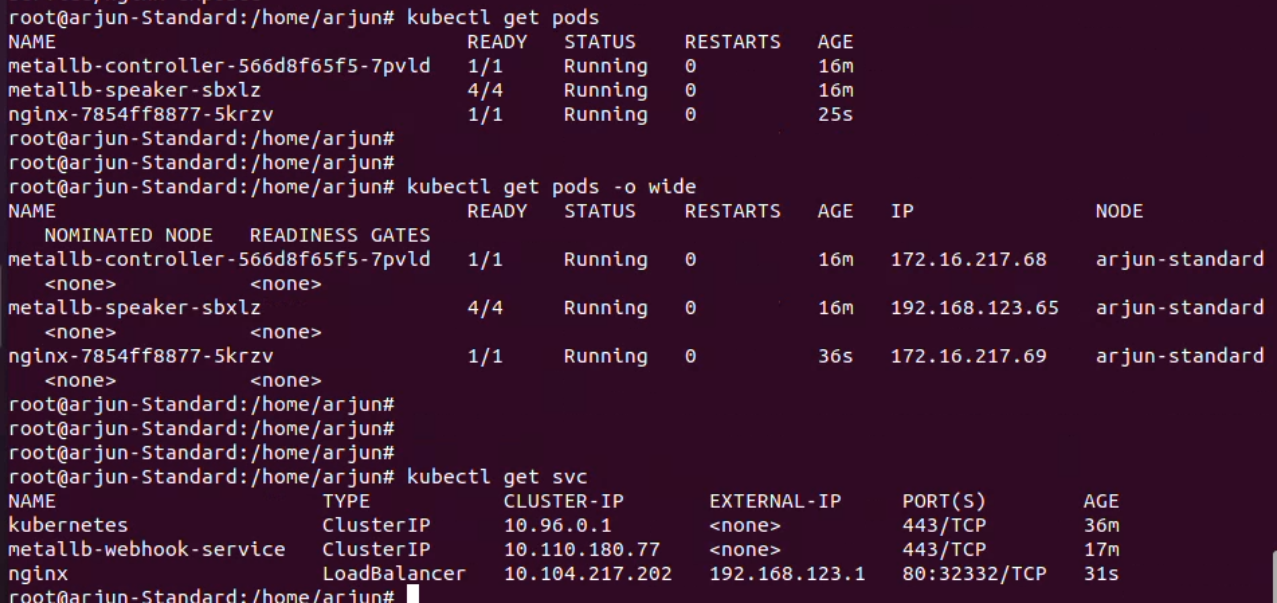 root@arjun-Standard:/home/arjun# kubectl get pods
NAME                                  READY   STATUS    RESTARTS   AGE
metallb-controller-566d8f65f5-7pvld   1/1     Running   0          16m
metallb-speaker-sbxlz                 4/4     Running   0          16m
nginx-7854ff8877-5krzv                1/1     Running   0          25s
root@arjun-Standard:/home/arjun#
root@arjun-Standard:/home/arjun#
root@arjun-Standard:/home/arjun# kubectl get pods -o wide
NAME                                  READY   STATUS    RESTARTS   AGE   IP               NODE
   NOMINATED NODE   READINESS GATES
metallb-controller-566d8f65f5-7pvld   1/1     Running   0          16m   172.16.217.68    arjun-standard
   <none>           <none>
metallb-speaker-sbxlz                 4/4     Running   0          16m   192.168.123.65   arjun-standard
   <none>           <none>
nginx-7854ff8877-5krzv                1/1     Running   0          36s   172.16.217.69    arjun-standard
   <none>           <none>
root@arjun-Standard:/home/arjun#
root@arjun-Standard:/home/arjun#
root@arjun-Standard:/home/arjun#
root@arjun-Standard:/home/arjun# kubectl get svc
NAME                      TYPE           CLUSTER-IP       EXTERNAL-IP     PORT(S)        AGE
kubernetes                ClusterIP      10.96.0.1        <none>          443/TCP        36m
metallb-webhook-service   ClusterIP      10.110.180.77    <none>          443/TCP        17m
nginx                     LoadBalancer   10.104.217.202   192.168.123.1   80:32332/TCP   31s
root@arjun-Standard:/home/arjun#